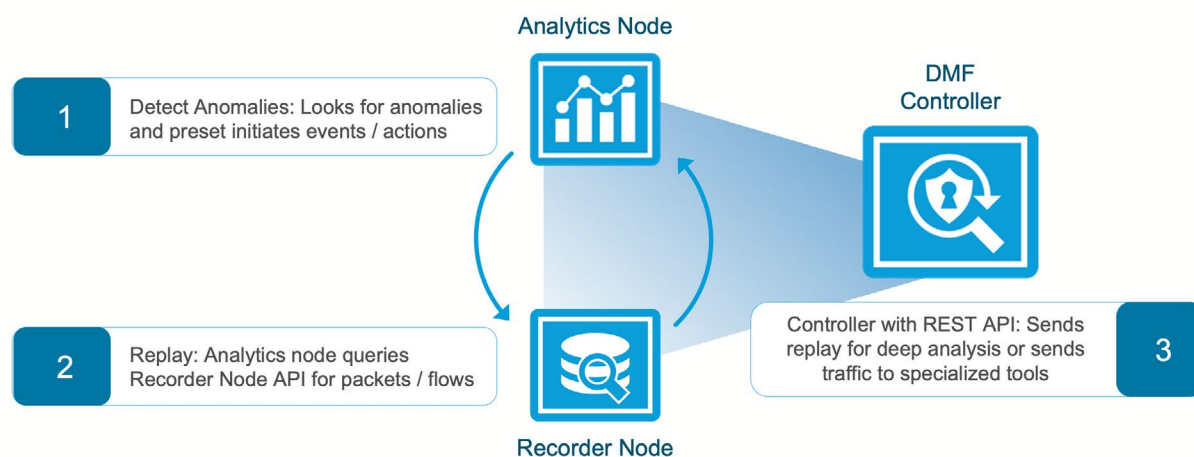 Analytics Node
DMF
Controller
1
Detect Anomalies: Looks for anomalies
and preset initiates events / actions
2
Replay: Analytics node queries
Recorder Node API for packets / flows
Controller with REST API: Sends
replay for deep analysis or sends
traffic to specialized tools
3
Recorder Node